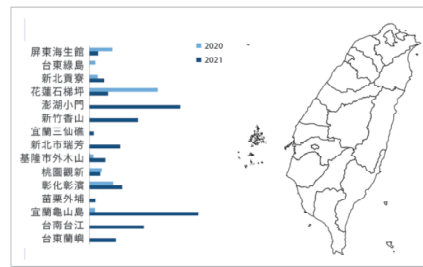 2020
2021
屏東海生館
台東綠島
新北貢寮
花蓮石梯坪
澎湖小門
新竹香山
宜蘭三仙礁
新北市瑞芳
基隆市外木山
桃園觀新
彰化彰濱
苗栗外埔
宜蘭龜山島
台南台江
台東蘭嶼